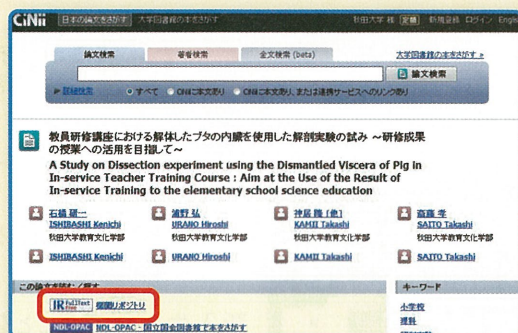 CiNii 日本の論文をさがす 大学図書館の本をさがす 秋田大学 様 定額 新規登録 ログイン English
論文検索 著者検索 全文検索 (beta) 大学図書館の本をさがす
論文検索
詳細検索 すべて CiNiiに本文あり CiNiiに本文あり、または連携サービスへのリンクあり
教員研修講座における解体したブタの内臓を使用した解剖実験の試み ～研修成果
の授業への活用を目指して～
A Study on Dissection experiment using the Dismantled Viscera of Pig in
In-service Teacher Training Course : Aim at the Use of the Result of
In-service Training to the elementary school science education
石橋 研一 浦野 弘 神居 隆 [他] 斎藤 孝
ISHIBASHI Kenichi URANO Hiroshi KAMII Takashi SAITO Takashi
秋田大学教育文化学部 秋田大学教育文化学部 秋田大学教育文化学部 秋田大学教育文化学部
ISHIBASHI Kenichi URANO Hiroshi KAMII Takashi SAITO Takashi
この論文を読む／探す キーワード
IR FullText free 機関リポジトリ 小学校
NDL-OPAC NDL-OPAC - 国立国会図書館で本をさがす 理科